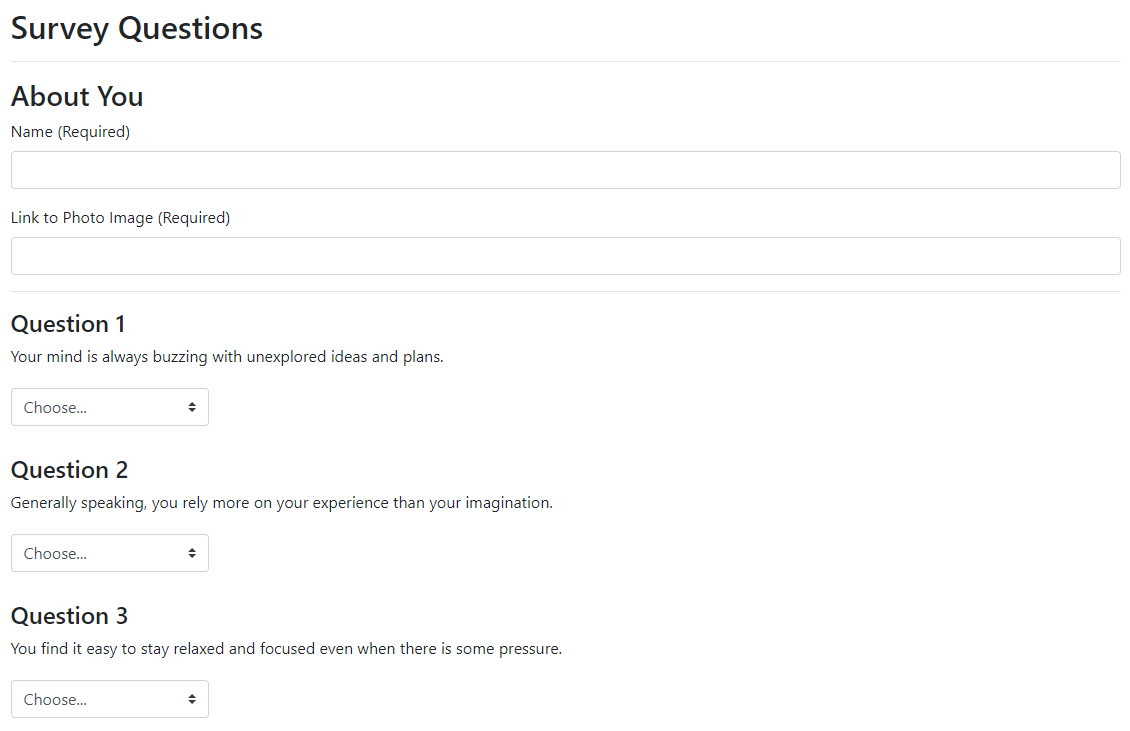 Survey Questions
About You
Name (Required)
Link to Photo Image (Required)
Question 1
Your mind is always buzzing with unexplored ideas and plans.
Choose...
Question 2
Generally speaking, you rely more on your experience than your imagination.
Choose...
Question 3
You find it easy to stay relaxed and focused even when there is some pressure.
Choose...